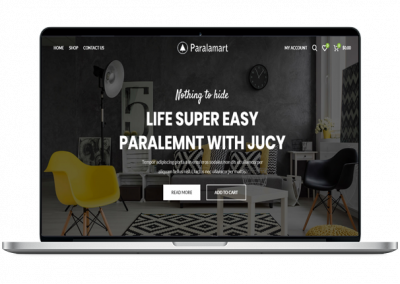 HOME SHOP CONTACT US
Paralamart
MY ACCOUNT
$0.00
Nothing to hide
LIFE SUPER EASY
PARALEMNT WITH JUCY
READ MORE
ADD TO CART